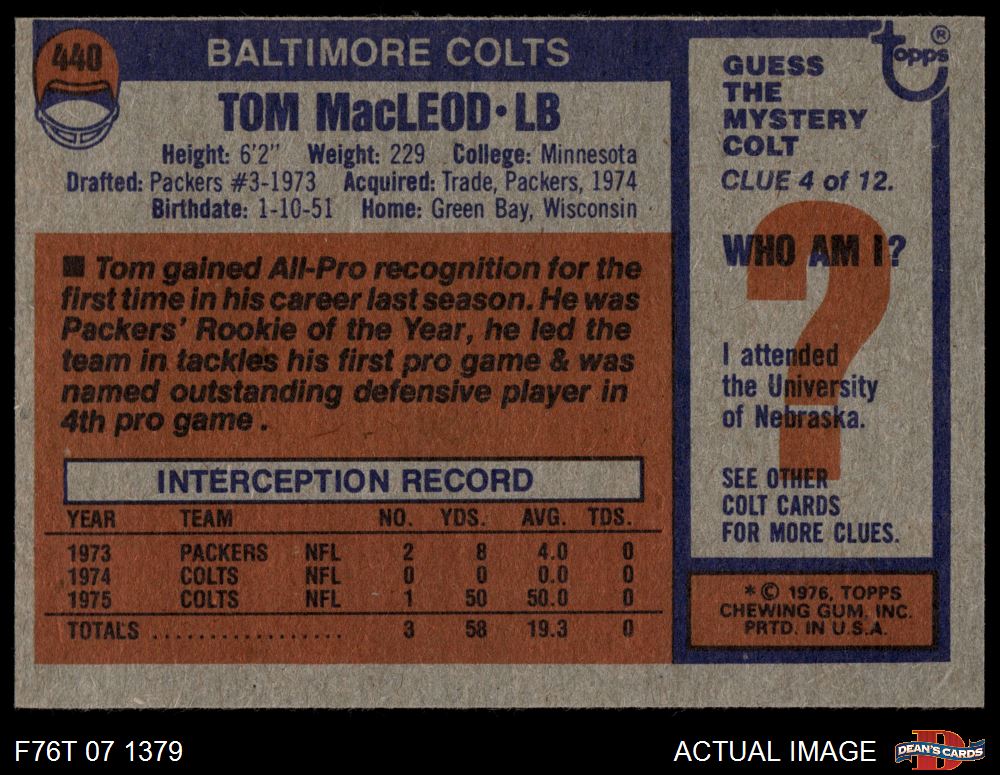 440
BALTIMORE COLTS
TOM MacLEOD • LB
Height: 6'2" Weight: 229 College: Minnesota
Drafted: Packers #3-1973 Acquired: Trade, Packers, 1974
Birthdate: 1-10-51 Home: Green Bay, Wisconsin
■ Tom gained All-Pro recognition for the
first time in his career last season. He was
Packers' Rookie of the Year, he led the
team in tackles his first pro game & was
named outstanding defensive player in
4th pro game.
INTERCEPTION RECORD
YEAR TEAM NO. YDS. AVG. TDS.
1973 PACKERS NFL 2 8 4.0 0
1974 COLTS NFL 0 0 0.0 0
1975 COLTS NFL 1 50 50.0 0
TOTALS .................. 3 58 19.3 0
topps ®
GUESS
THE
MYSTERY
COLT
CLUE 4 of 12.
?
WHO AM I?
I attended
the University
of Nebraska.
SEE OTHER
COLT CARDS
FOR MORE CLUES.
* © 1976, TOPPS
CHEWING GUM, INC.
PRTD. IN U.S.A.
F76T 07 1379
ACTUAL IMAGE
DEAN'S CARDS